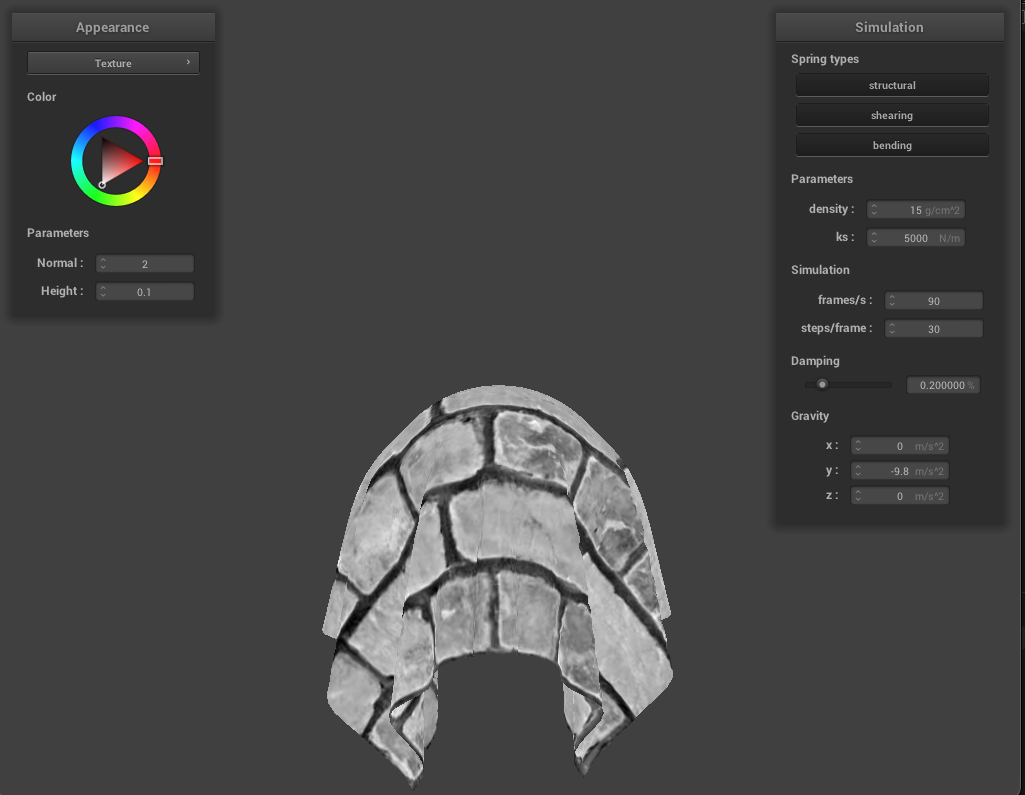 Appearance
Texture
Color
Parameters
Normal : 2
Height : 0.1
Simulation
Spring types
structural
shearing
bending
Parameters
density : 15 g/cm^2
ks : 5000 N/m
Simulation
frames/s : 90
steps/frame : 30
Damping
0.200000 %
Gravity
x : 0 m/s^2
y : -9.8 m/s^2
z : 0 m/s^2